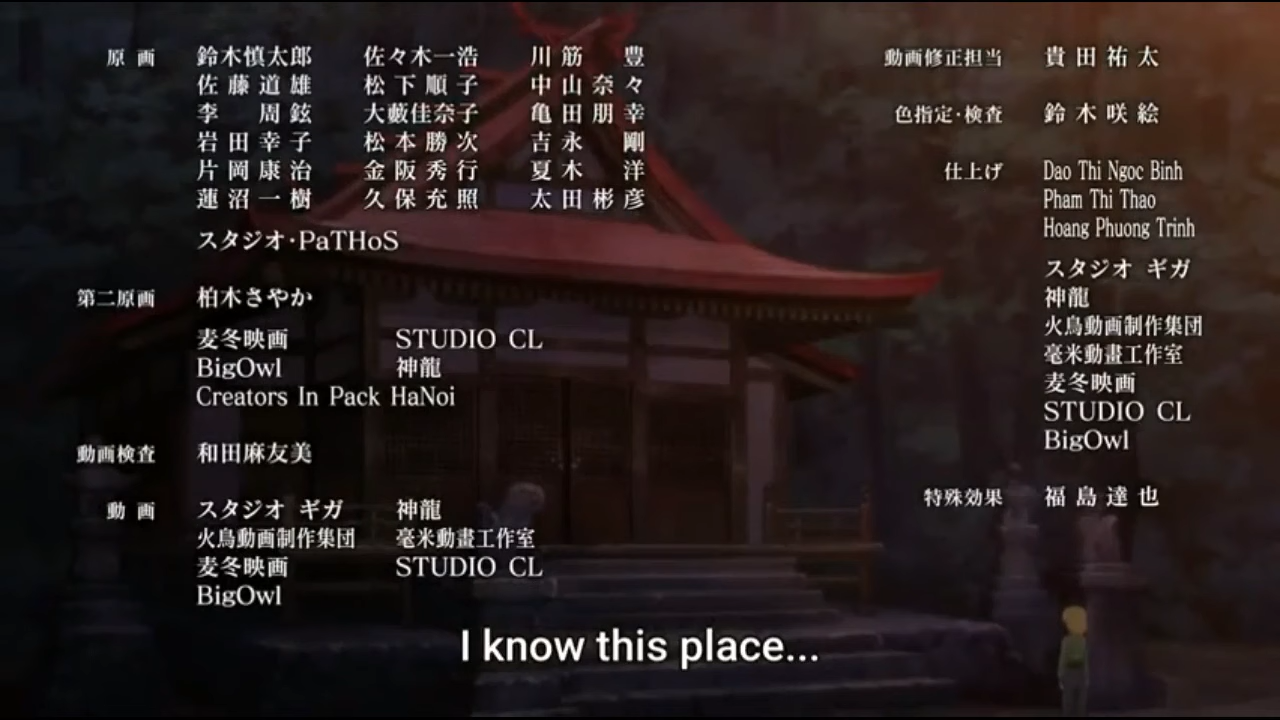 原画 鈴木慎太郎 佐々木一浩 川筋 豊
佐藤道雄 松下順子 中山奈々
李 周鉉 大藪佳奈子 亀田朋幸
岩田幸子 松本勝次 吉永 剛
片岡康治 金阪秀行 夏木 洋
蓮沼一樹 久保充照 太田彬彦
スタジオ・PaTHoS
第二原画 柏木さやか
麦冬映画 STUDIO CL
BigOwl 神龍
Creators In Pack HaNoi
動画検査 和田麻友美
動画 スタジオ ギガ 神龍
火鳥動画制作集団 毫米動畫工作室
麦冬映画 STUDIO CL
BigOwl
動画修正担当 貴田祐太
色指定・検査 鈴木咲絵
仕上げ Dao Thi Ngoc Binh
Pham Thi Thao
Hoang Phuong Trinh
スタジオ ギガ
神龍
火鳥動画制作集団
毫米動畫工作室
麦冬映画
STUDIO CL
BigOwl
特殊効果 福島達也
I know this place...